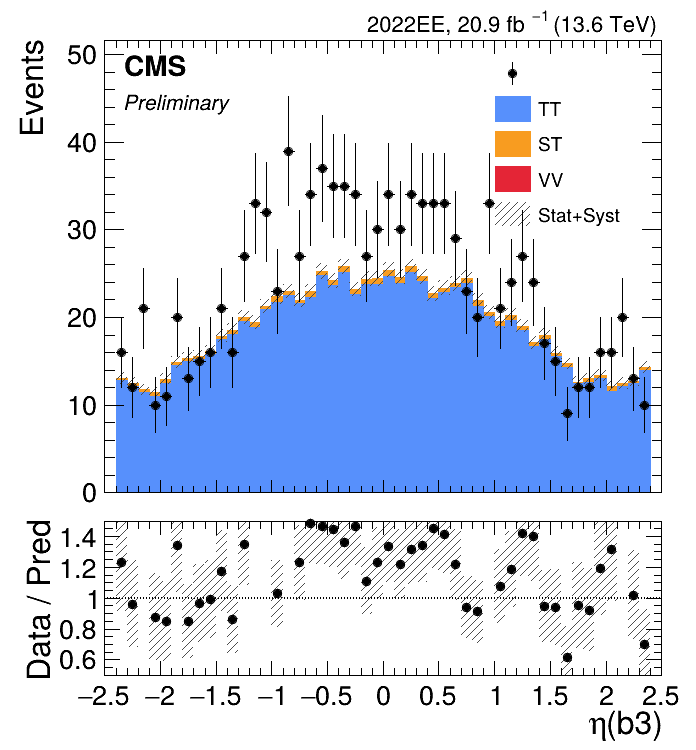 2022EE, 20.9 fb⁻¹ (13.6 TeV)
Events
50
40
30
20
10
0
CMS
Preliminary
TT
ST
VV
Stat+Syst
Data / Pred
1.4
1.2
1
0.8
0.6
−2.5 −2 −1.5 −1 −0.5 0 0.5 1 1.5 2 2.5
η(b3)